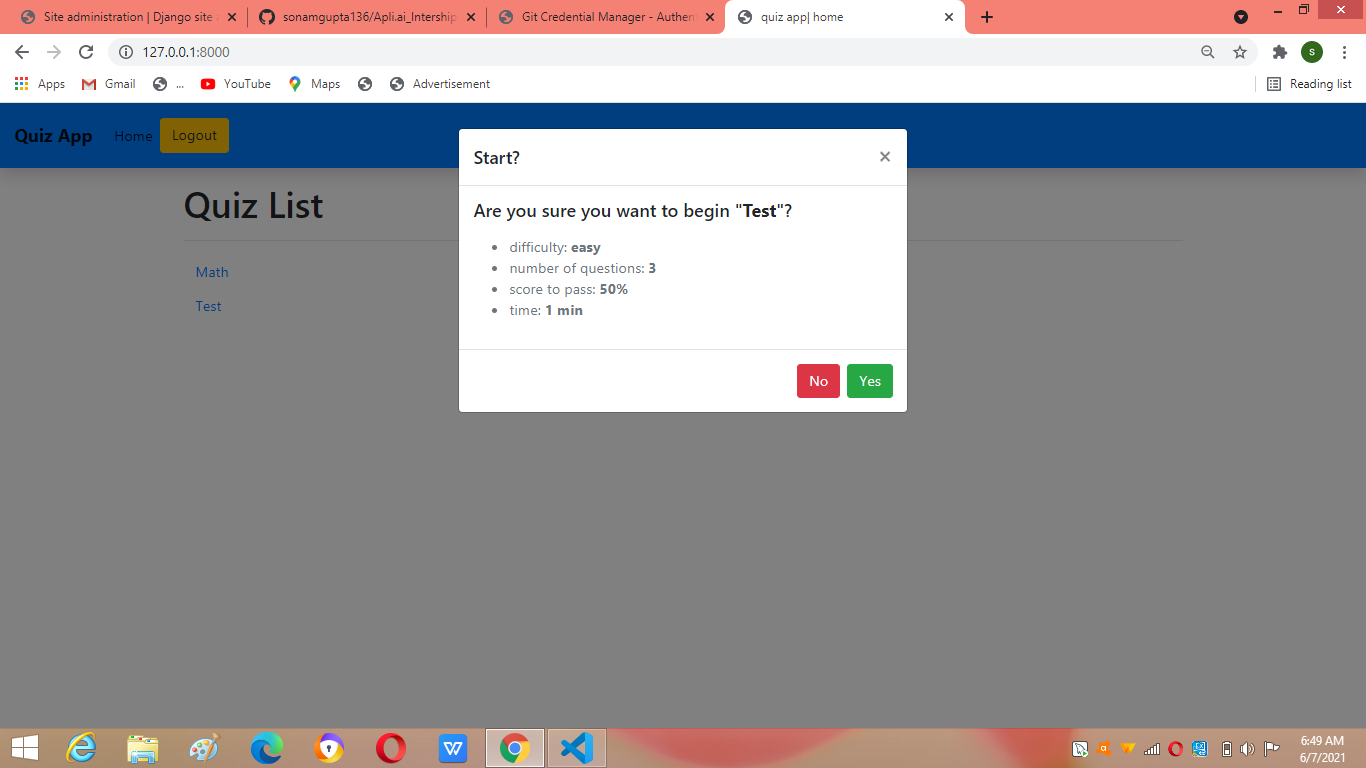 Site administration | Django site a
sonamgupta136/Apli.ai_Intership
Git Credential Manager - Authen
quiz app| home
127.0.0.1:8000
S
Apps
Gmail
...
YouTube
Maps
Advertisement
Reading list
Quiz App
Home
Logout
Start?
×
Quiz List
Are you sure you want to begin "Test"?
difficulty: easy
number of questions: 3
score to pass: 50%
time: 1 min
Math
Test
No
Yes
W
6:49 AM
6/7/2021